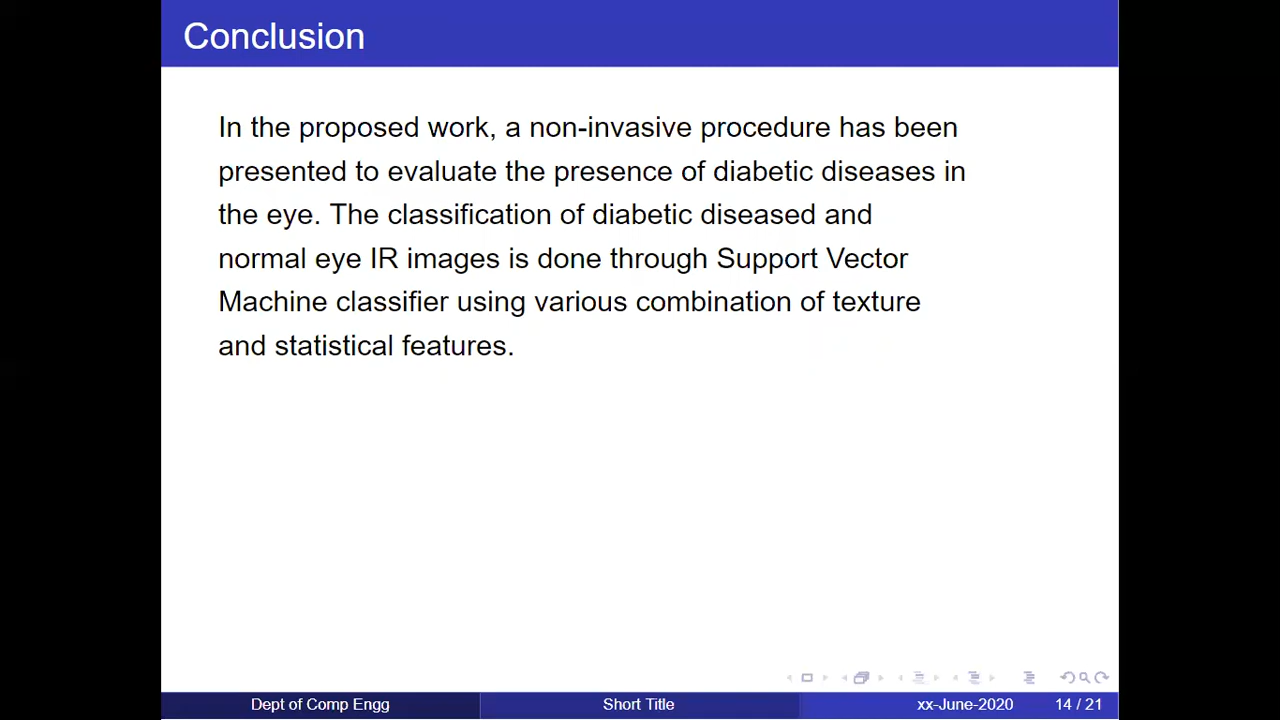 Conclusion
In the proposed work, a non-invasive procedure has been
presented to evaluate the presence of diabetic diseases in
the eye. The classification of diabetic diseased and
normal eye IR images is done through Support Vector
Machine classifier using various combination of texture
and statistical features.
Dept of Comp Engg
Short Title
xx-June-2020
14 / 21